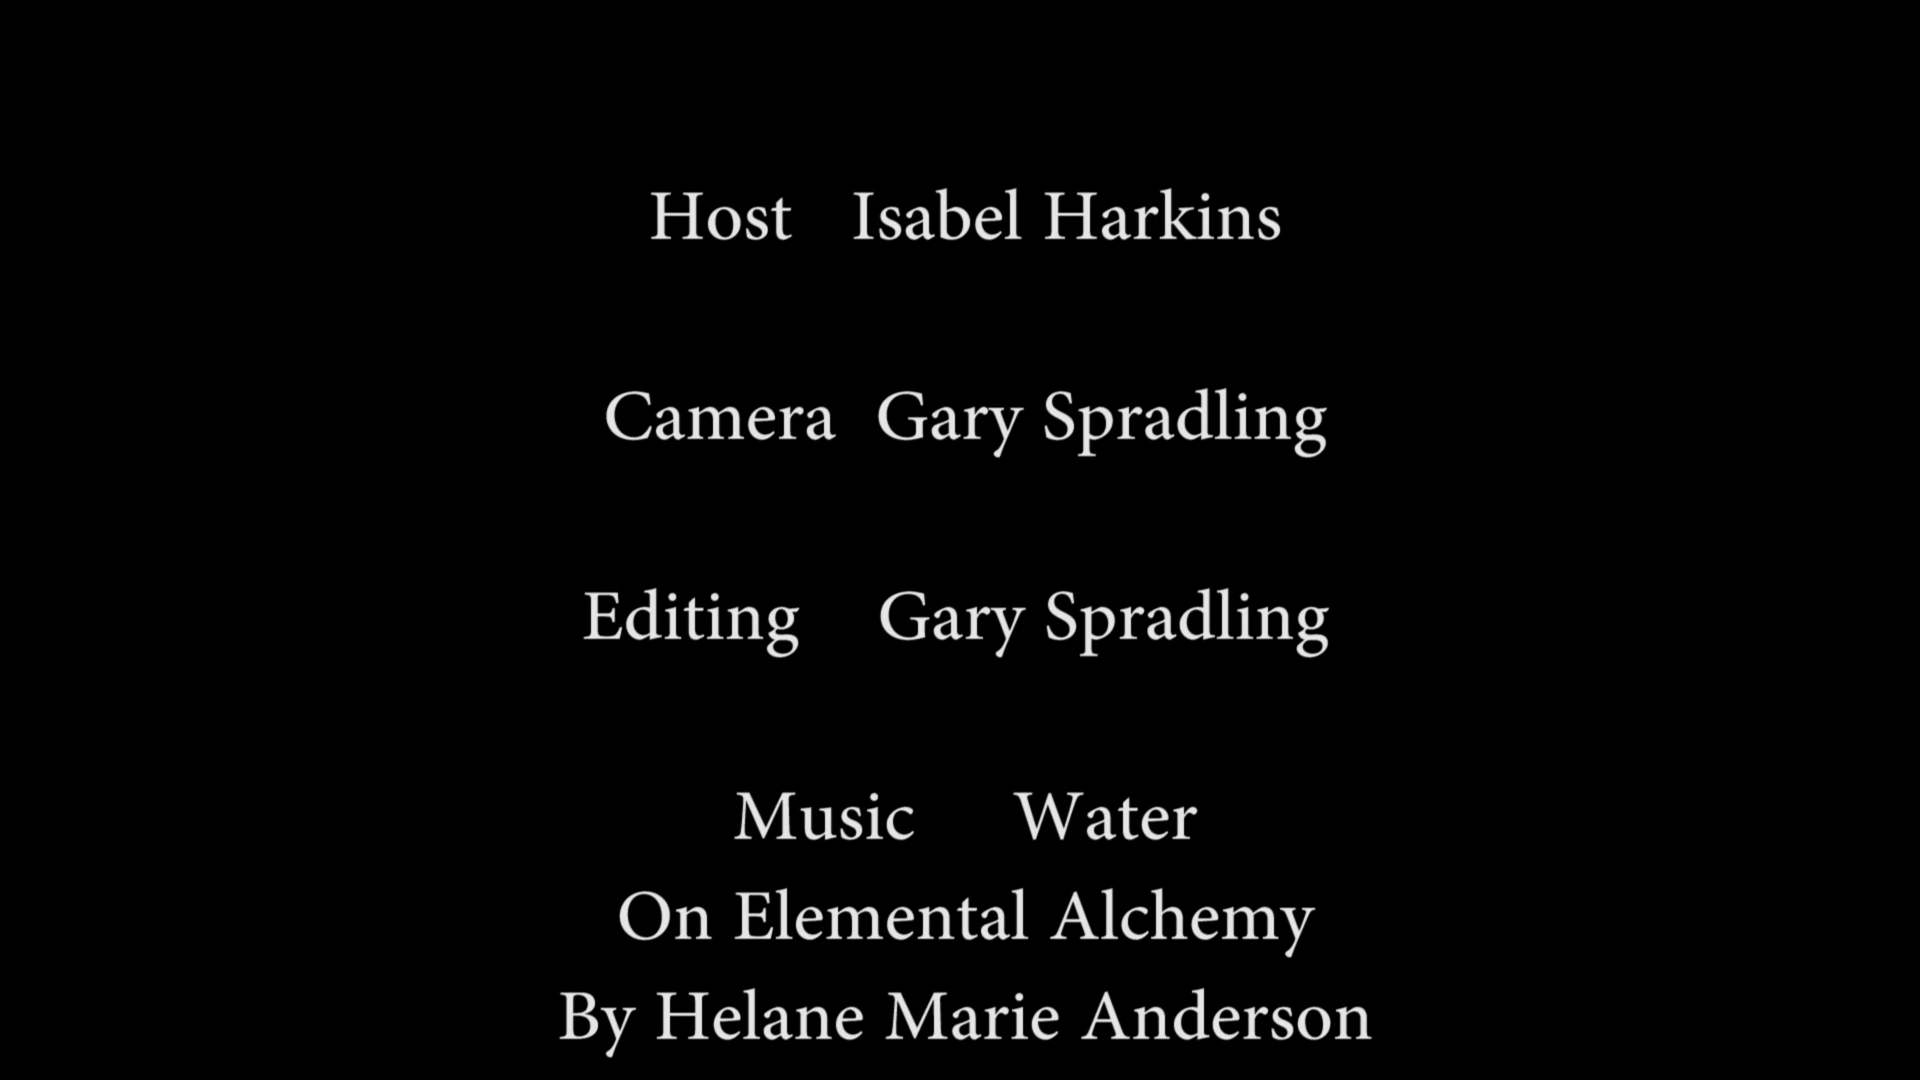 Host Isabel Harkins
Camera Gary Spradling
Editing Gary Spradling
Music Water
On Elemental Alchemy
By Helane Marie Anderson